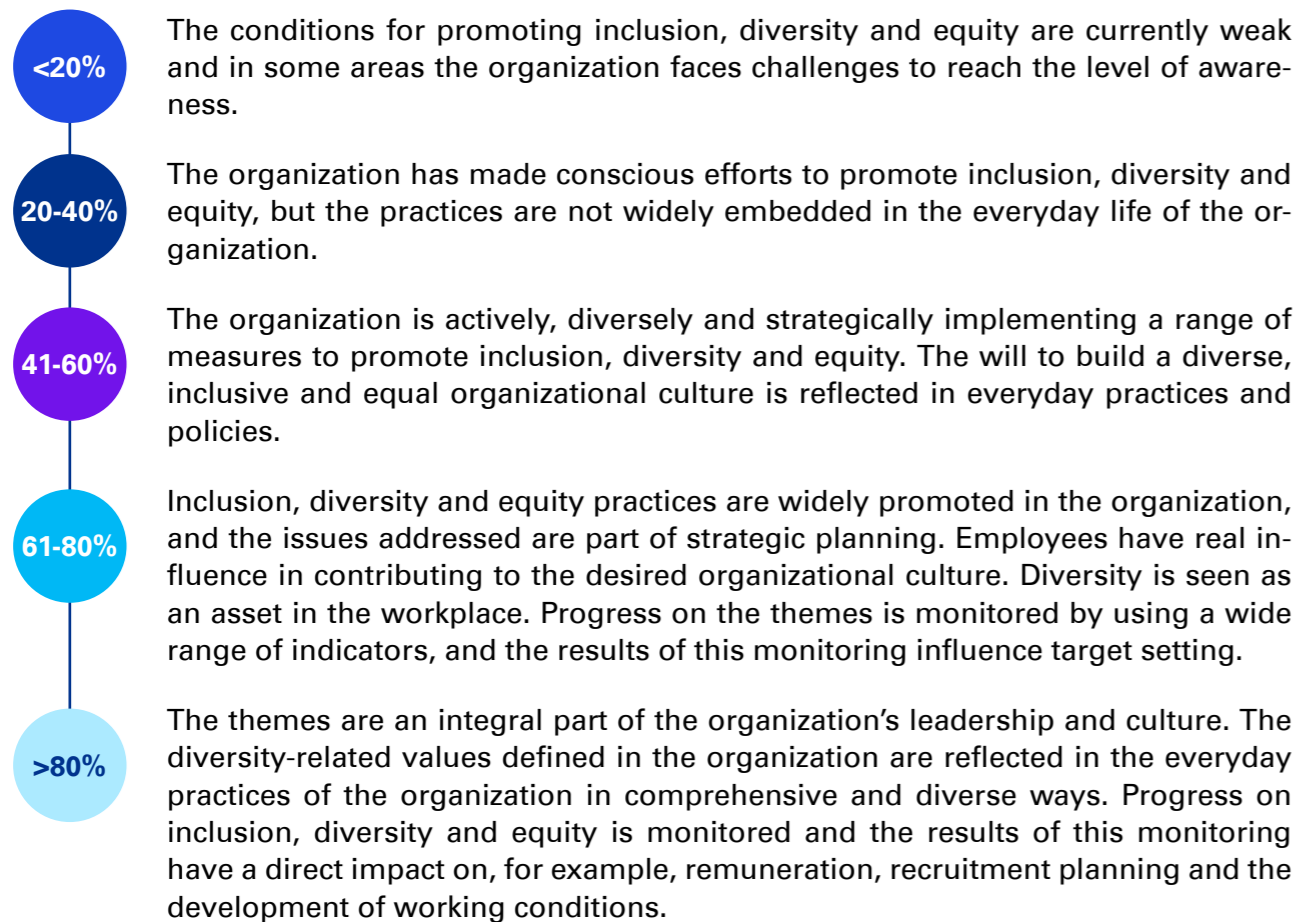 <20%
The conditions for promoting inclusion, diversity and equity are currently weak
and in some areas the organization faces challenges to reach the level of aware-
ness.
20-40%
The organization has made conscious efforts to promote inclusion, diversity and
equity, but the practices are not widely embedded in the everyday life of the or-
ganization.
41-60%
The organization is actively, diversely and strategically implementing a range of
measures to promote inclusion, diversity and equity. The will to build a diverse,
inclusive and equal organizational culture is reflected in everyday practices and
policies.
61-80%
Inclusion, diversity and equity practices are widely promoted in the organization,
and the issues addressed are part of strategic planning. Employees have real in-
fluence in contributing to the desired organizational culture. Diversity is seen as
an asset in the workplace. Progress on the themes is monitored by using a wide
range of indicators, and the results of this monitoring influence target setting.
>80%
The themes are an integral part of the organization’s leadership and culture. The
diversity-related values defined in the organization are reflected in the everyday
practices of the organization in comprehensive and diverse ways. Progress on
inclusion, diversity and equity is monitored and the results of this monitoring
have a direct impact on, for example, remuneration, recruitment planning and the
development of working conditions.